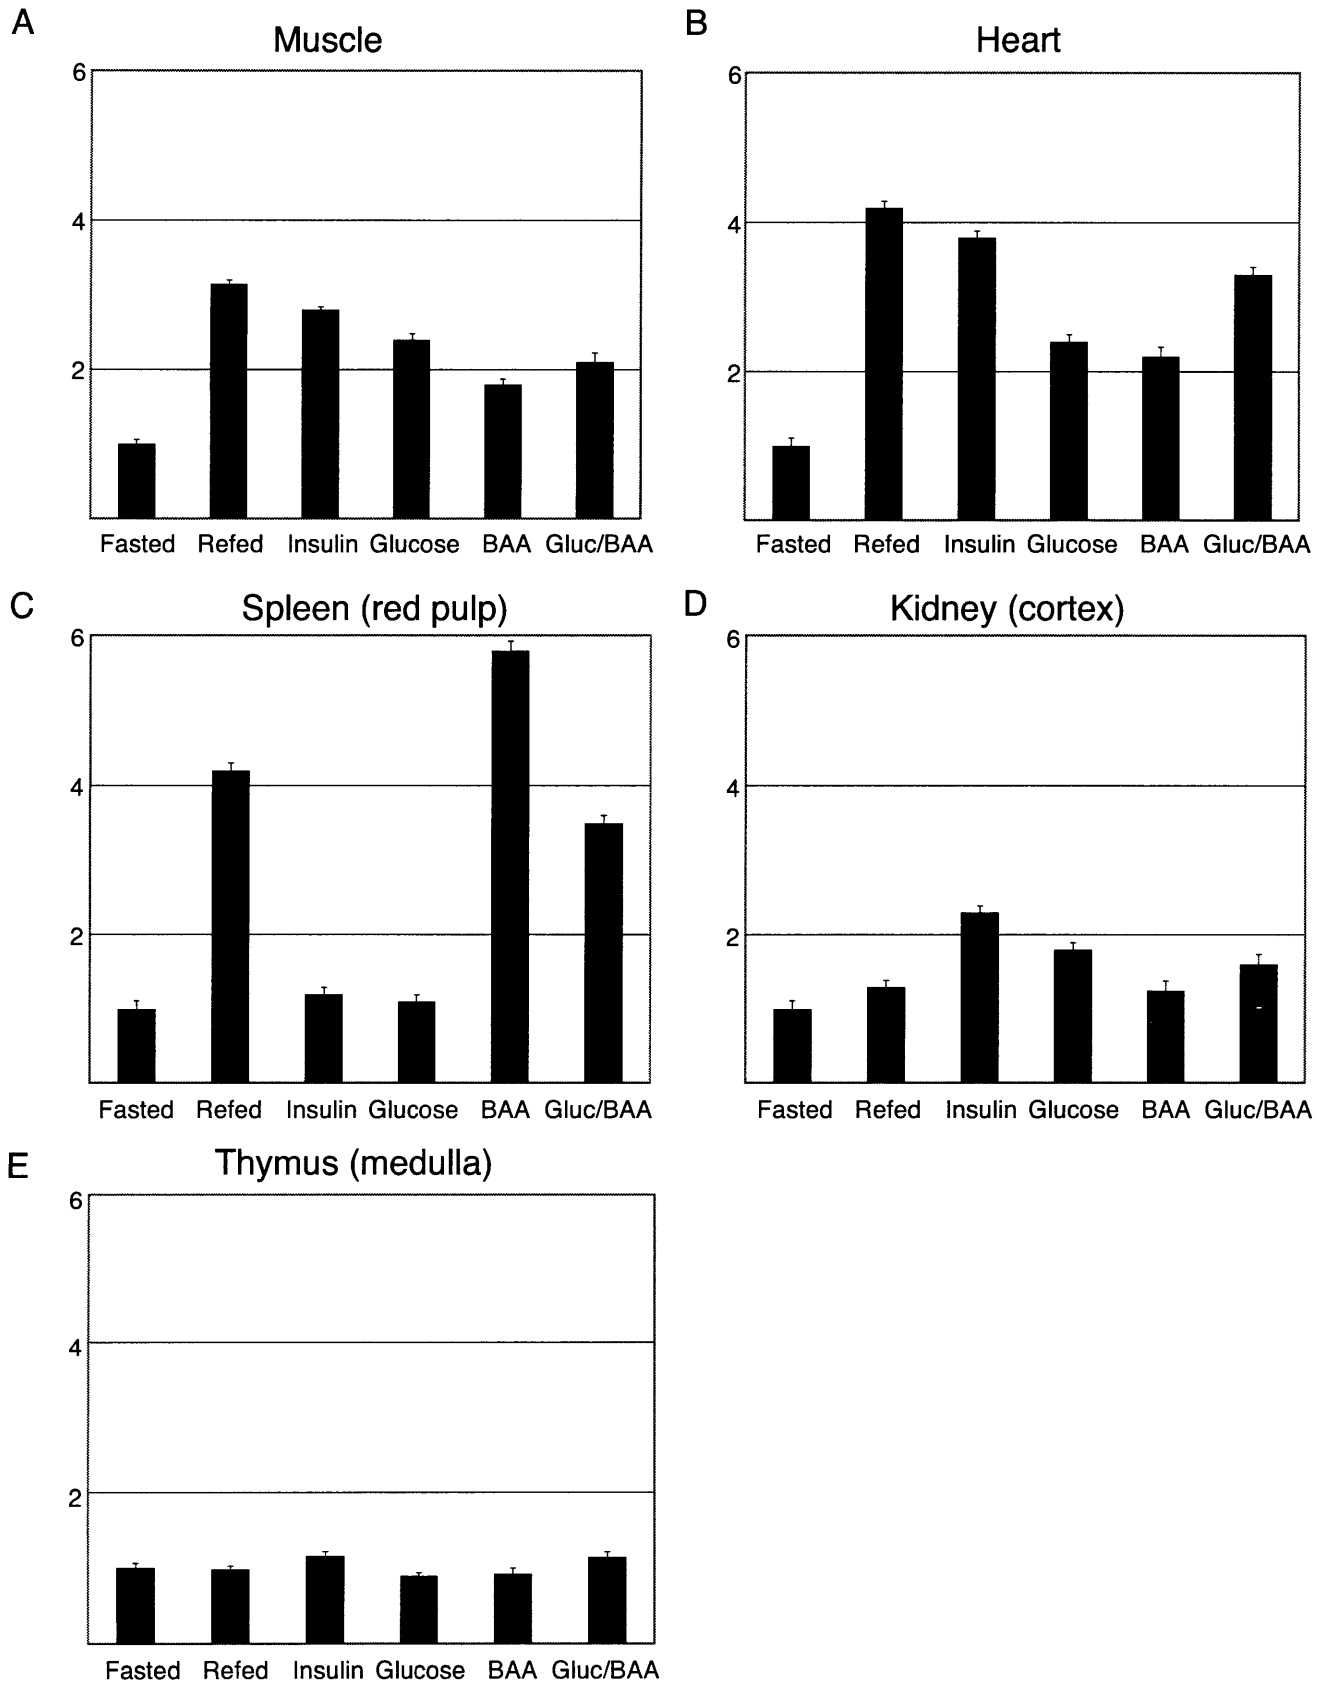 A
Muscle
6
4
2
Fasted Refed Insulin Glucose BAA Gluc/BAA
B
Heart
6
4
2
Fasted Refed Insulin Glucose BAA Gluc/BAA
C
Spleen (red pulp)
6
4
2
Fasted Refed Insulin Glucose BAA Gluc/BAA
D
Kidney (cortex)
6
4
2
Fasted Refed Insulin Glucose BAA Gluc/BAA
E
Thymus (medulla)
6
4
2
Fasted Refed Insulin Glucose BAA Gluc/BAA